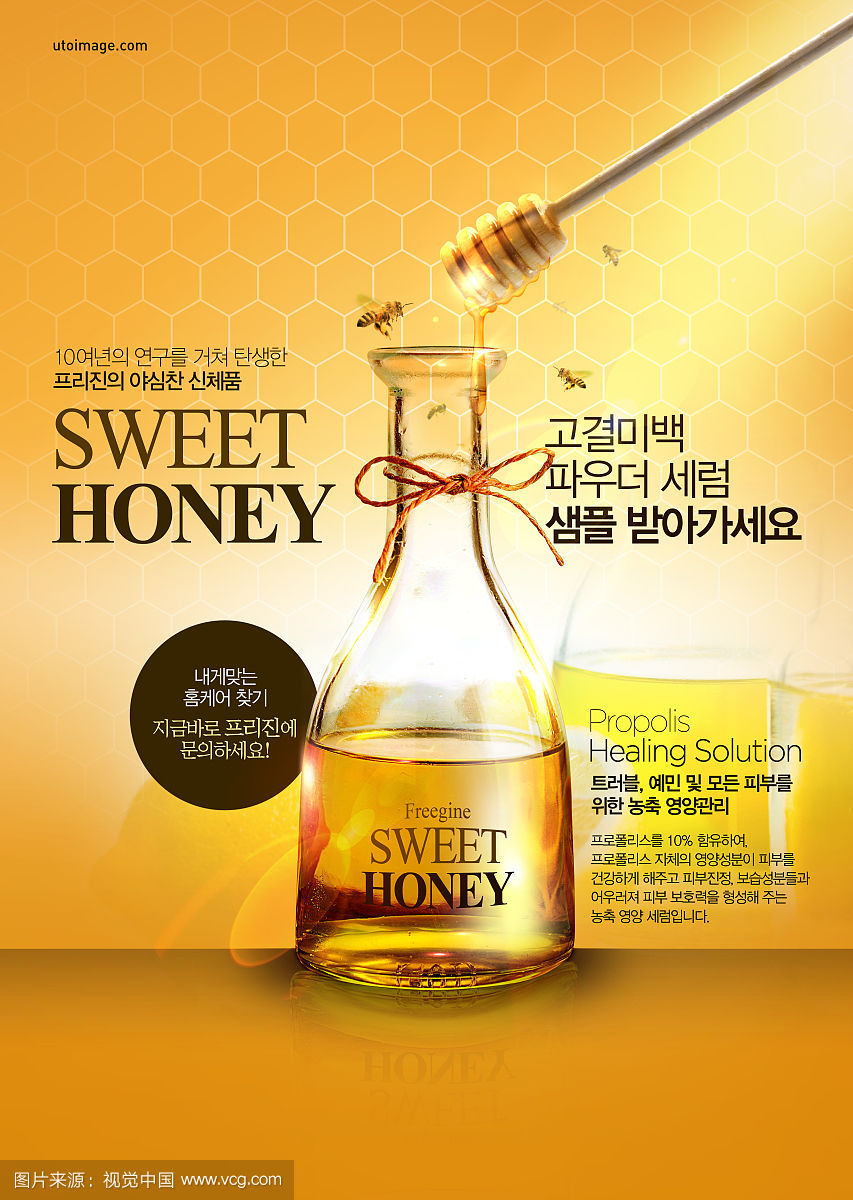 utoimage.com
10여년의 연구를 거쳐 탄생한
프리진의 야심찬 신체품
SWEET
HONEY
고결미백
파우더 세럼
샘플 받아가세요
내게맞는
홈케어 찾기
지금바로 프리진에
문의하세요!
Propolis
Healing Solution
트러블, 예민 및 모든 피부를
위한 농축 영양관리
프로폴리스를 10% 함유하여,
프로폴리스 자체의 영양성분이 피부를
건강하게 해주고 피부진정, 보습성분들과
어우러져 피부 보호력을 형성해 주는
농축 영양 세럼입니다.
Freegine
SWEET
HONEY
图片来源：视觉中国 www.vcg.com